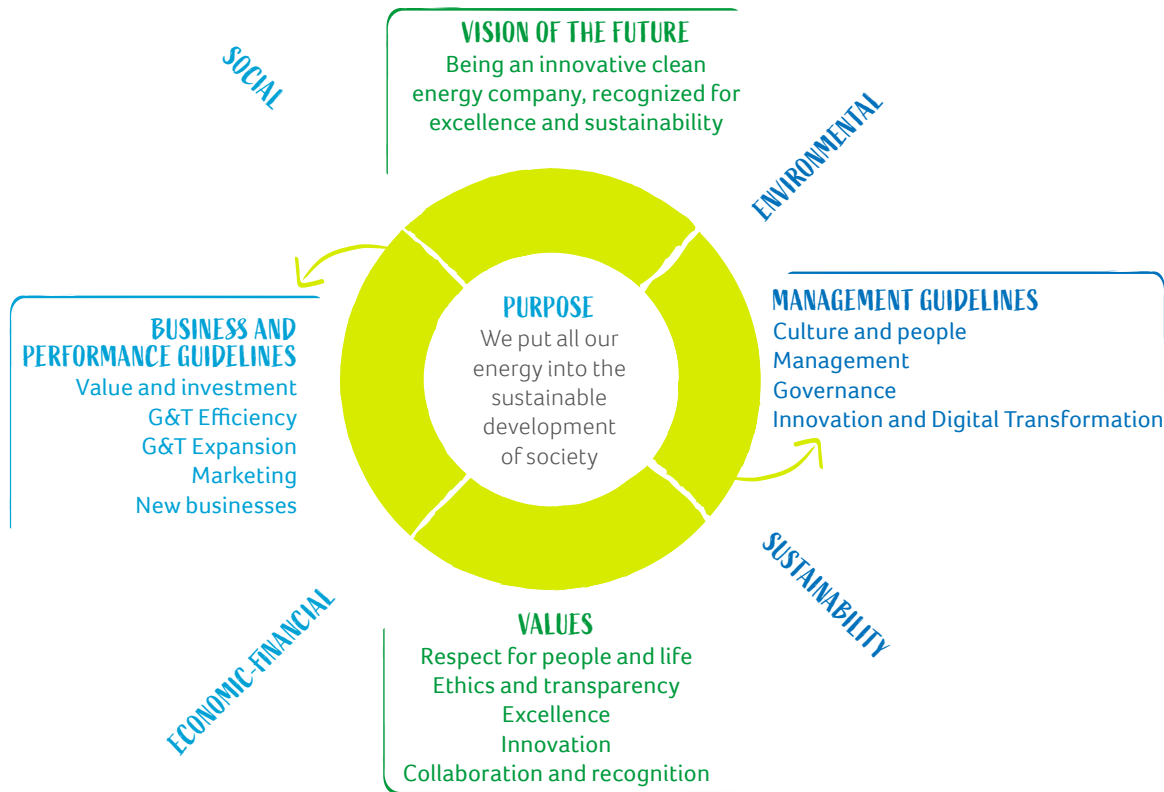 VISION OF THE FUTURE
Being an innovative clean
energy company, recognized for
excellence and sustainability
SOCIAL
ENVIRONMENTAL
BUSINESS AND
PERFORMANCE GUIDELINES
Value and investment
G&T Efficiency
G&T Expansion
Marketing
New businesses
PURPOSE
We put all our
energy into the
sustainable
development
of society
MANAGEMENT GUIDELINES
Culture and people
Management
Governance
Innovation and Digital Transformation
ECONOMIC-FINANCIAL
SUSTAINABILITY
VALUES
Respect for people and life
Ethics and transparency
Excellence
Innovation
Collaboration and recognition